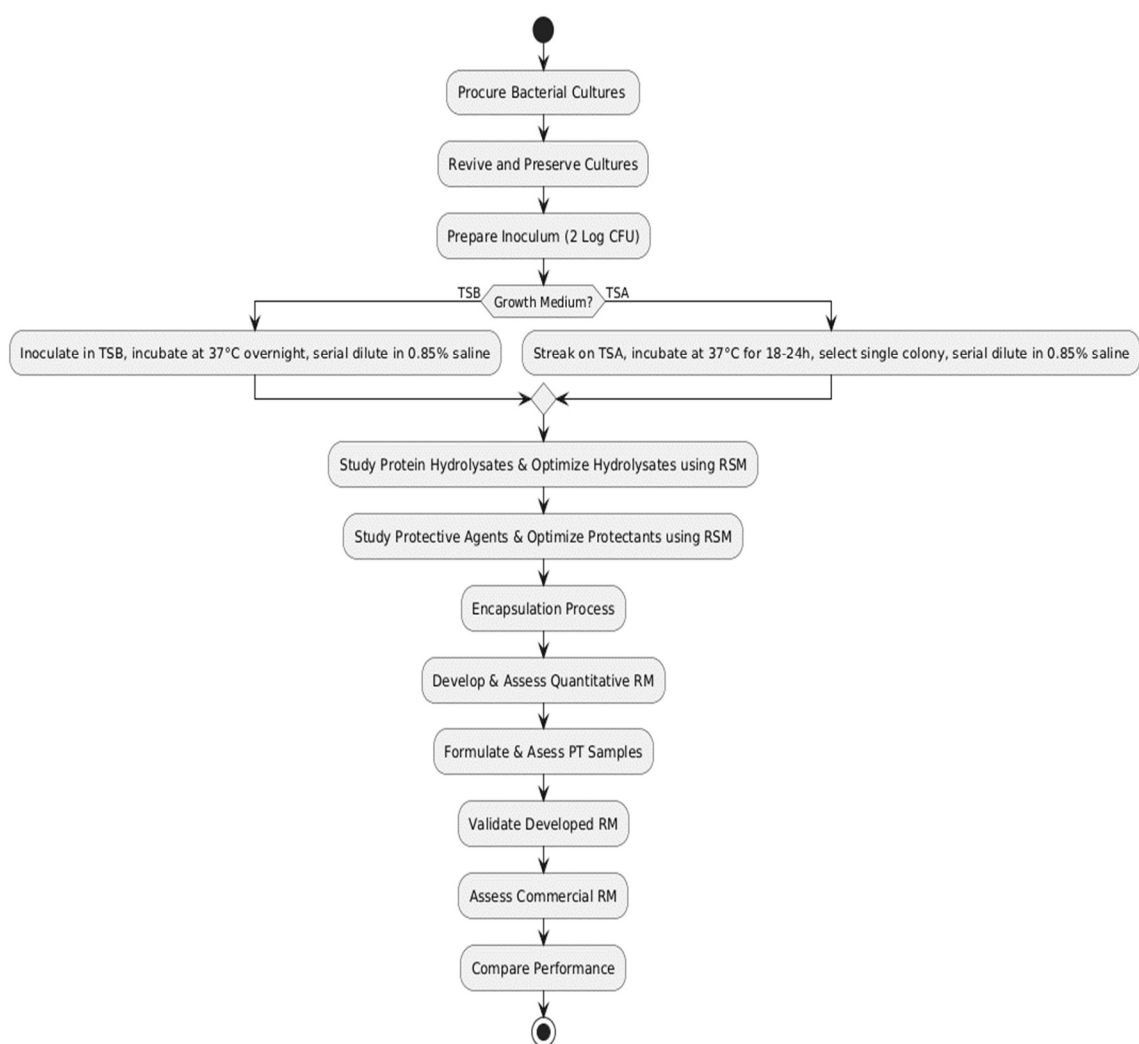 Procure Bacterial Cultures
Revive and Preserve Cultures
Prepare Inoculum (2 Log CFU)
TSB
Growth Medium?
TSA
Inoculate in TSB, incubate at 37°C overnight, serial dilute in 0.85% saline
Streak on TSA, incubate at 37°C for 18-24h, select single colony, serial dilute in 0.85% saline
Study Protein Hydrolysates & Optimize Hydrolysates using RSM
Study Protective Agents & Optimize Protectants using RSM
Encapsulation Process
Develop & Assess Quantitative RM
Formulate & Asess PT Samples
Validate Developed RM
Assess Commercial RM
Compare Performance